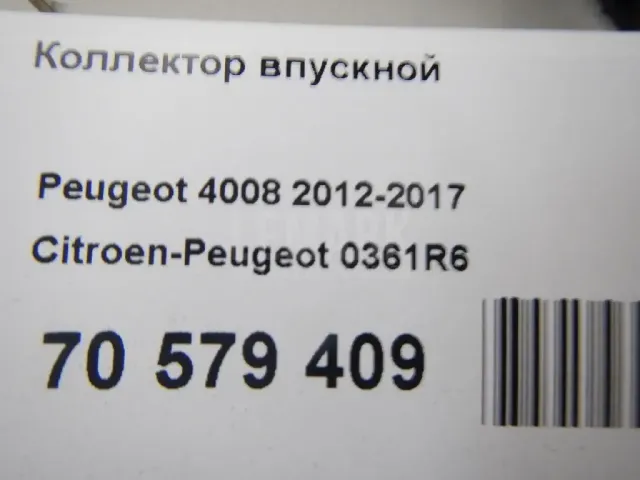 Коллектор впускной
Peugeot 4008 2012-2017
Citroen-Peugeot 0361R6
70 579 409